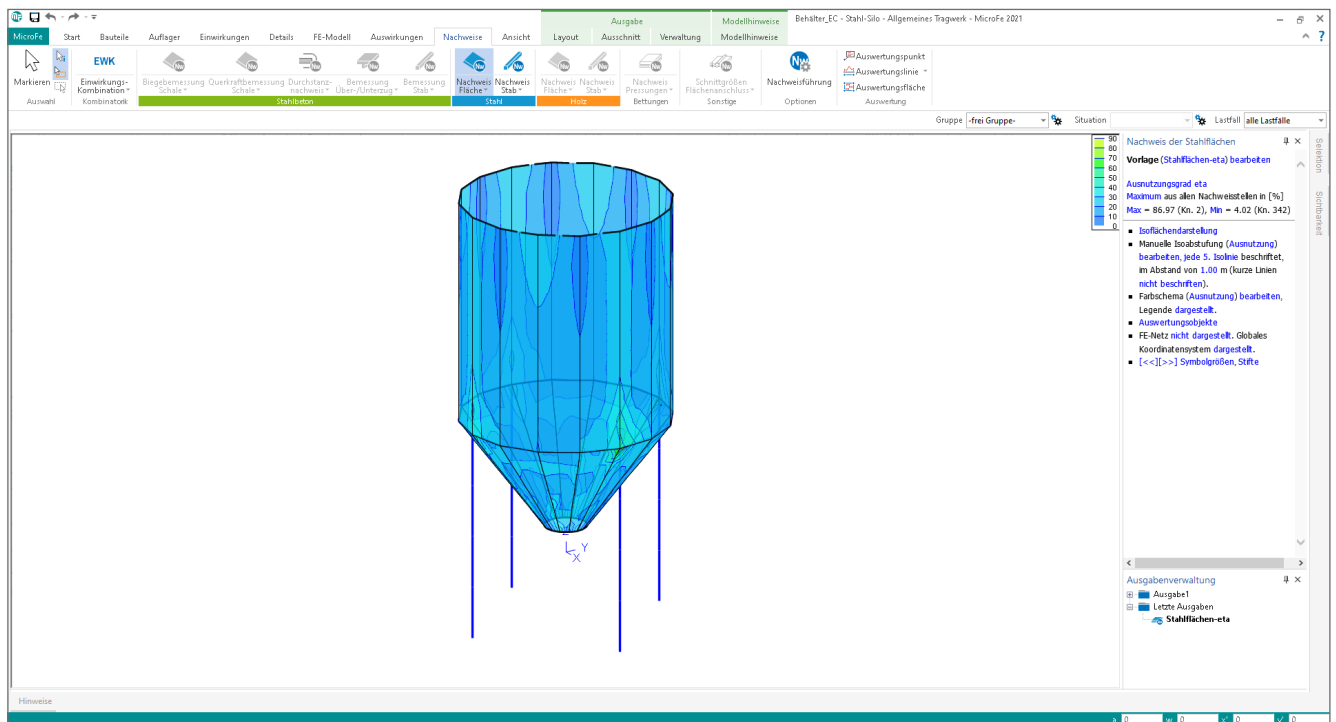 Ausgabe Modellhinweise Behälter_EC - Stahl-Silo - Allgemeines Tragwerk - MicroFe 2021
MicroFe Start Bauteile Auflager Einwirkungen Details FE-Modell Auswirkungen Nachweise Ansicht Layout Ausschnitt Verwaltung Modellhinweise
Markieren
Auswahl
EWK
Einwirkungs-
Kombination
Kombinatorik
Biegebemessung Querkraftbemessung Durchstanz- Bemessung Bemessung
Schale Schale nachweis Über-/Unterzug Stab
Stahlbeton
Nachweis Nachweis
Fläche Stab
Stahl
Nachweis Nachweis
Fläche Stab
Holz
Nachweis
Pressungen
Bettungen
Schnittgrößen
Flächenanschluss
Sonstige
Nachweisführung
Optionen
Auswertungspunkt
Auswertungslinie
Auswertungsfläche
Auswertung
Gruppe -frei Gruppe- Situation Lastfall alle Lastfälle
90
80
70
60
50
40
30
20
10
0
Z
Y
X
Nachweis der Stahlflächen
Vorlage (Stahlflächen-eta) bearbeiten
Ausnutzungsgrad eta
Maximum aus allen Nachweisstellen in [%]
Max = 86.97 (Kn. 2), Min = 4.02 (Kn. 342)
Isoflächendarstellung
Manuelle Isoabstufung (Ausnutzung)
bearbeiten, jede 5. Isolinie beschriftet,
im Abstand von 1.00 m (kurze Linien
nicht beschriften).
Farbschema (Ausnutzung) bearbeiten,
Legende dargestellt.
Auswertungsobjekte
FE-Netz nicht dargestellt. Globales
Koordinatensystem dargestellt.
[<<][>>] Symbolgrößen, Stifte
Ausgabenverwaltung
Ausgabe1
Letzte Ausgaben
Stahlflächen-eta
Selektion
Sichtbarkeit
Hinweise
a 0 w 0 x' 0 y' 0